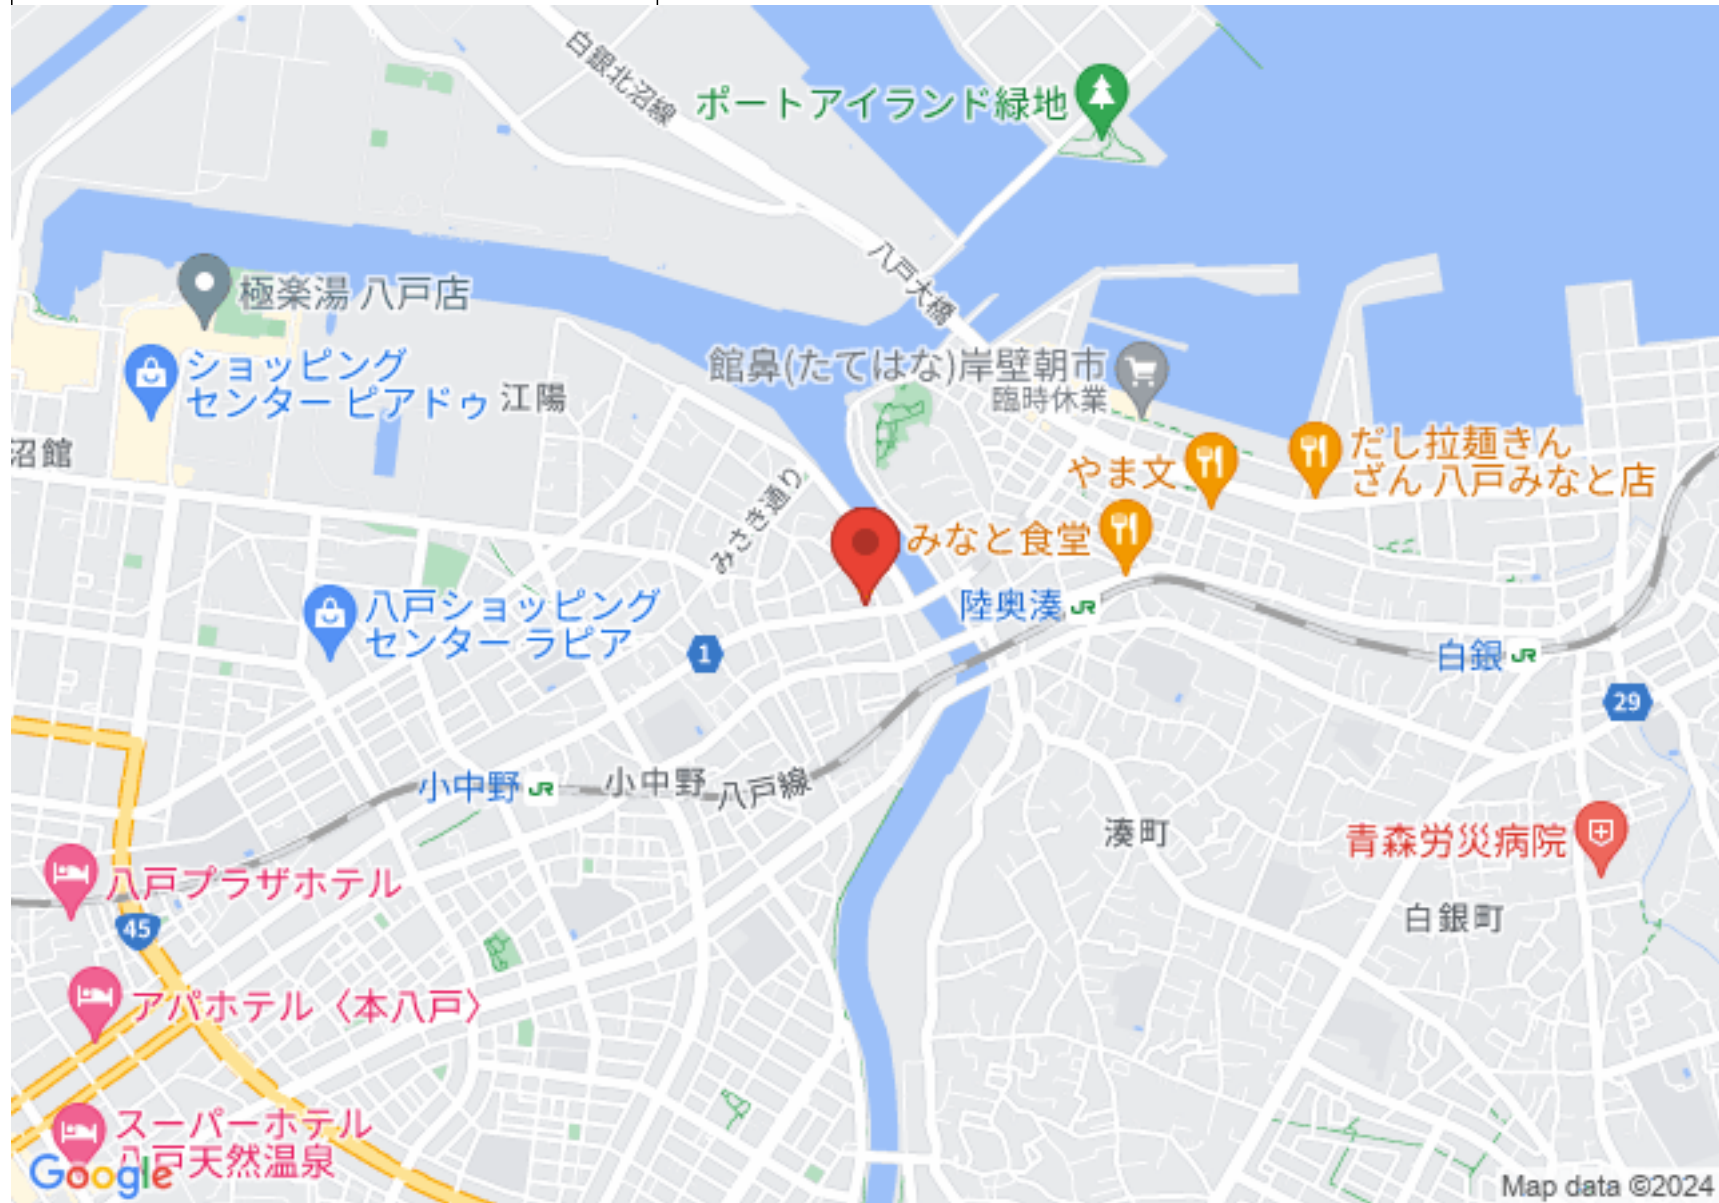 白銀北沼線
ポートアイランド緑地
八戸大橋
極楽湯 八戸店
館鼻(たてはな)岸壁朝市
臨時休業
ショッピング
センター ピアドゥ
江陽
沼館
だし拉麺きん
ざん 八戸みなと店
やま文
みさき通り
みなと食堂
八戸ショッピング
センター ラピア
陸奥湊 JR
1
白銀 JR
29
小中野 JR
小中野
八戸線
湊町
青森労災病院
八戸プラザホテル
45
白銀町
アパホテル〈本八戸〉
スーパーホテル
八戸天然温泉
Google
Map data ©2024